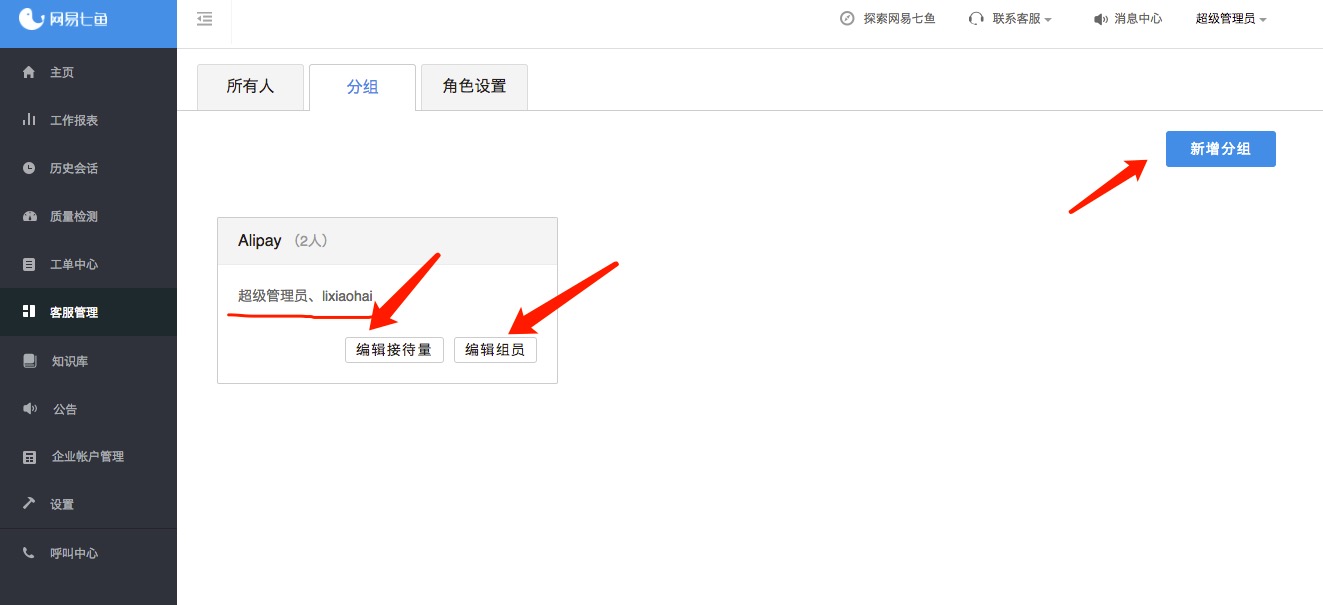 网易七鱼
探索网易七鱼 联系客服 消息中心 超级管理员
主页
工作报表
历史会话
质量检测
工单中心
客服管理
知识库
公告
企业帐户管理
设置
呼叫中心
所有人 分组 角色设置
新增分组
Alipay (2人)
超级管理员、lixiaohai
编辑接待量 编辑组员